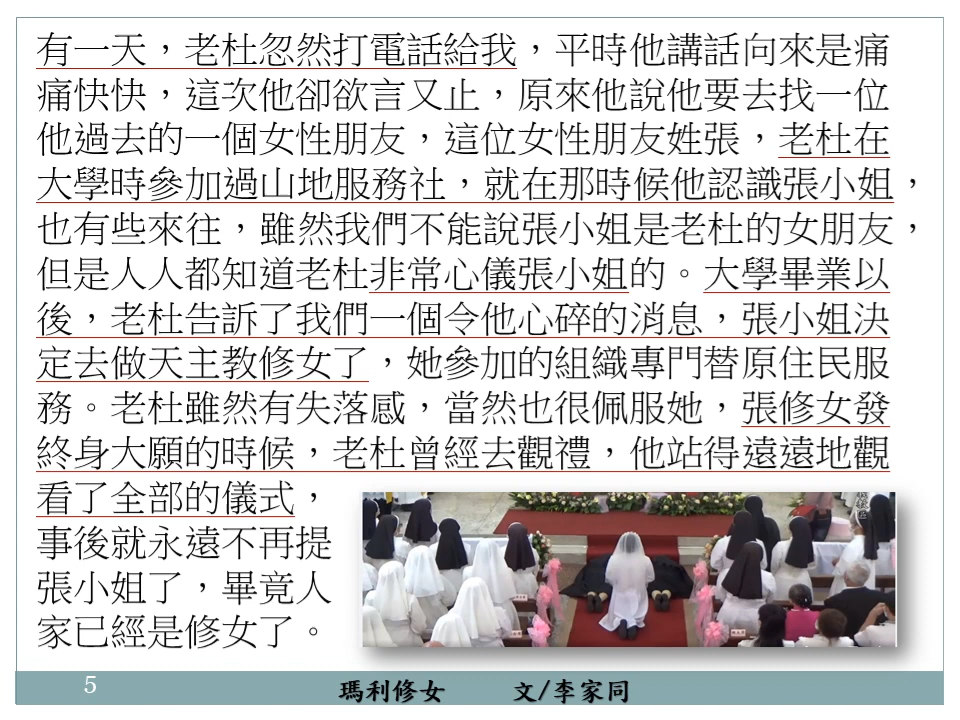 有一天，老杜忽然打電話給我，平時他講話向來是痛
痛快快，這次他卻欲言又止，原來他說他要去找一位
他過去的一個女性朋友，這位女性朋友姓張，老杜在
大學時參加過山地服務社，就在那時候他認識張小姐，
也有些來往，雖然我們不能說張小姐是老杜的女朋友，
但是人人都知道老杜非常心儀張小姐的。大學畢業以
後，老杜告訴了我們一個令他心碎的消息，張小姐決
定去做天主教修女了，她參加的組織專門替原住民服
務。老杜雖然有失落感，當然也很佩服她，張修女發
終身大願的時候，老杜曾經去觀禮，他站得遠遠地觀
看了全部的儀式，
事後就永遠不再提
張小姐了，畢竟人
家已經是修女了。
5
瑪利修女 文/李家同